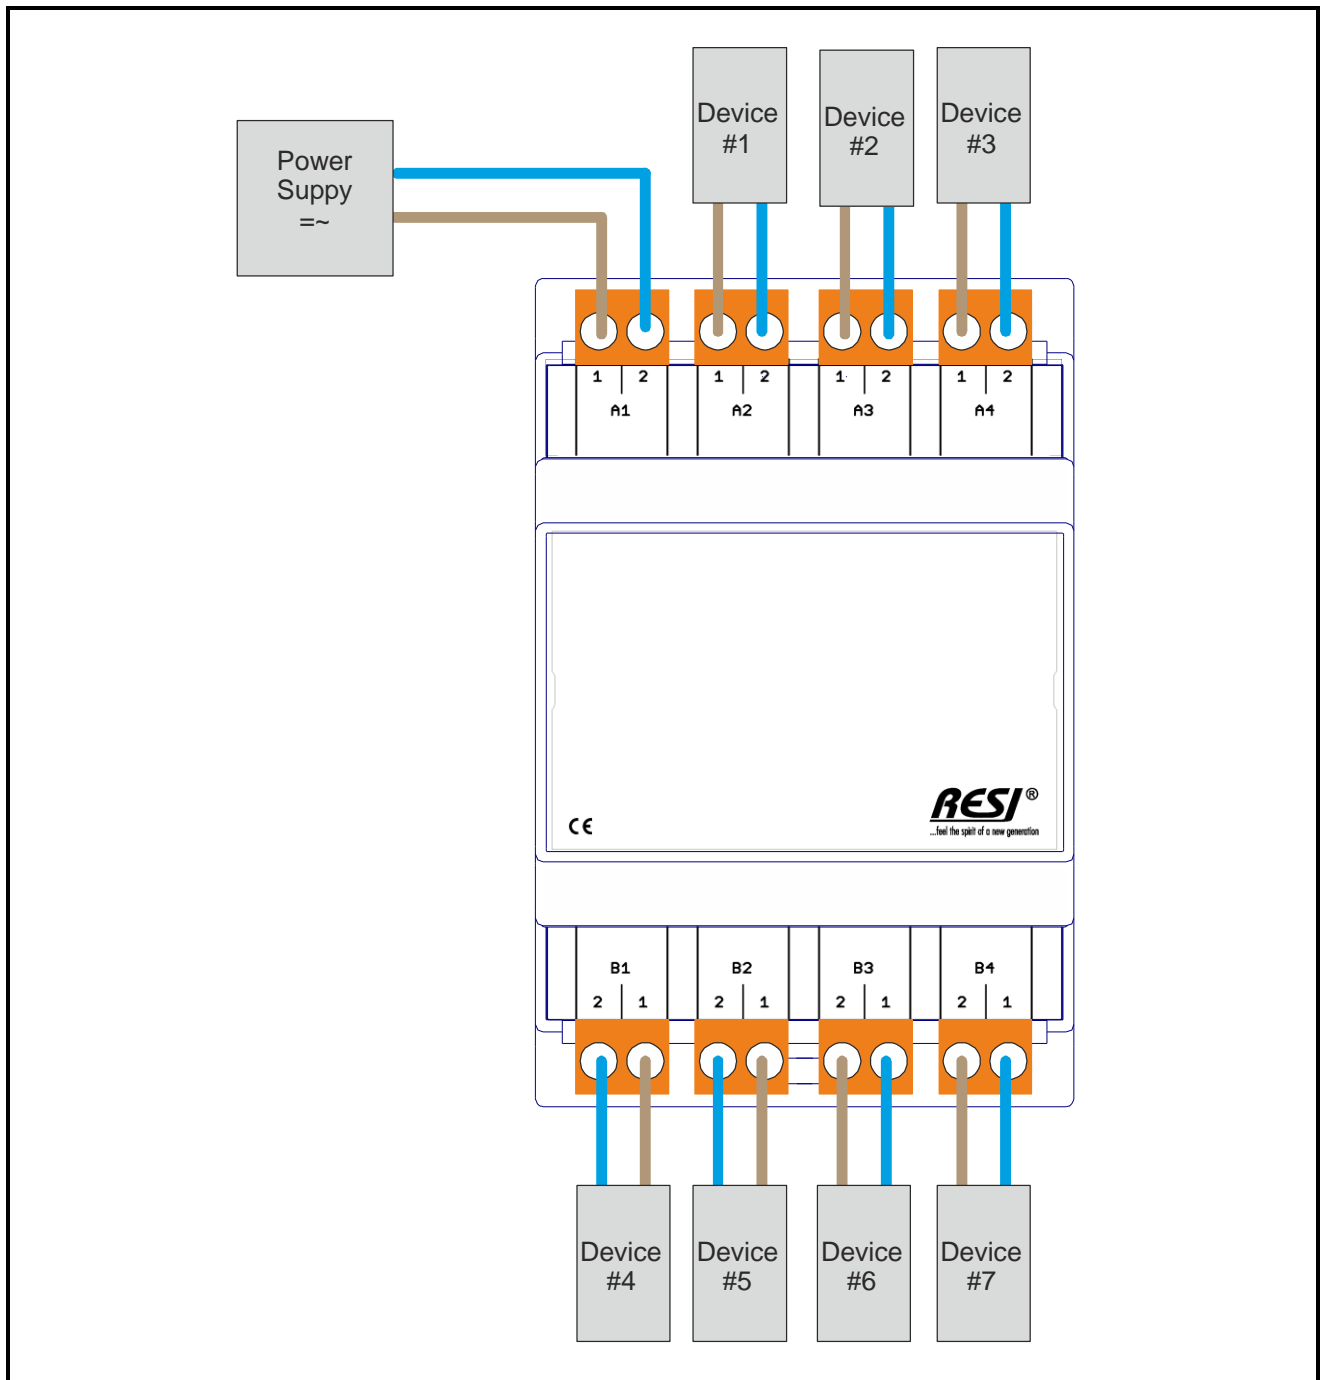 Device
#1
Device
#2
Device
#3
Power
Suppy
=~
1 2
A1
1 2
A2
1 2
A3
1 2
A4
CE
RESI®
...feel the spirit of a new generation
B1
2 1
B2
2 1
B3
2 1
B4
2 1
Device
#4
Device
#5
Device
#6
Device
#7